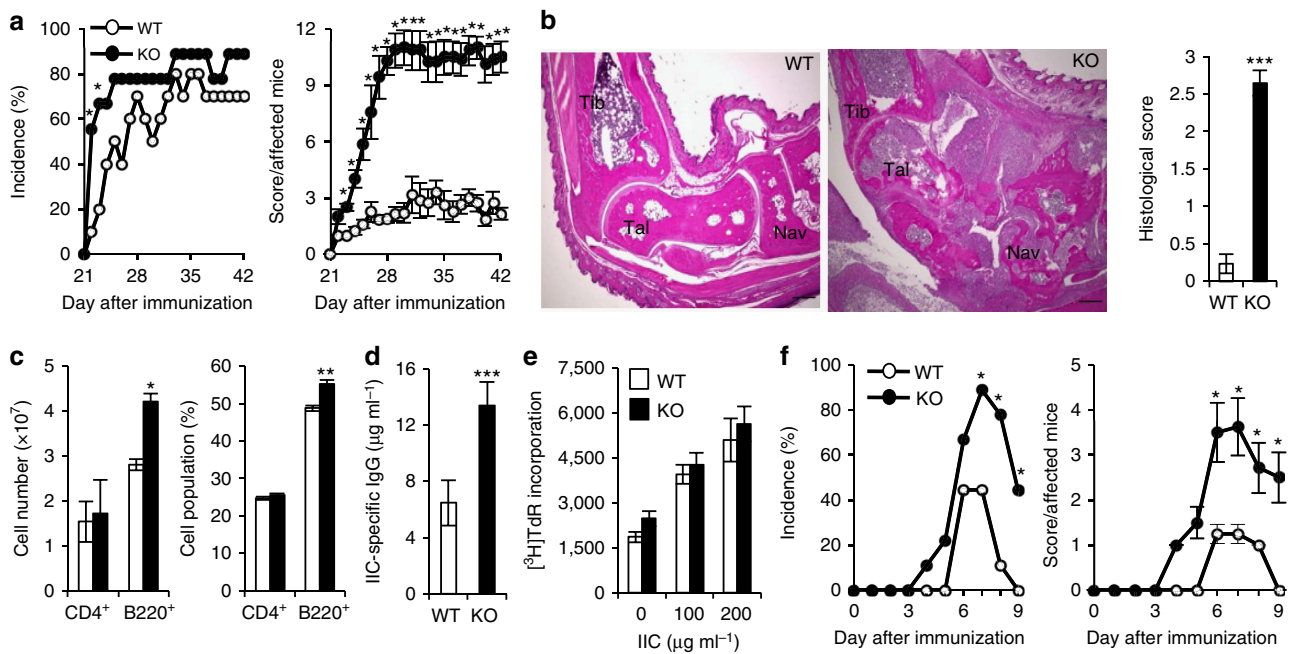 a
WT
KO
Incidence (%)
100
80
60
40
20
0
21 28 35 42
Day after immunization
Score/affected mice
12
9
6
3
0
* * * * * * * * * * * * * * * * * * * *
21 28 35 42
Day after immunization
b
WT
Tib
Tal
Nav
KO
Tib
Tal
Nav
Histological score
3
2.5
2
1.5
1
0.5
0
***
WT KO
c
Cell number (×10⁷)
5
4
3
2
1
0
*
CD4⁺ B220⁺
Cell population (%)
60
50
40
30
20
10
0
**
CD4⁺ B220⁺
d
IIC-specific IgG (μg ml⁻¹)
16
12
8
4
0
***
WT KO
e
WT
KO
[³H]TdR incorporation
7,500
6,000
4,500
3,000
1,500
0
0 100 200
IIC (μg ml⁻¹)
f
WT
KO
Incidence (%)
100
80
60
40
20
0
* * *
0 3 6 9
Day after immunization
Score/affected mice
5
4
3
2
1
0
* * * *
0 3 6 9
Day after immunization